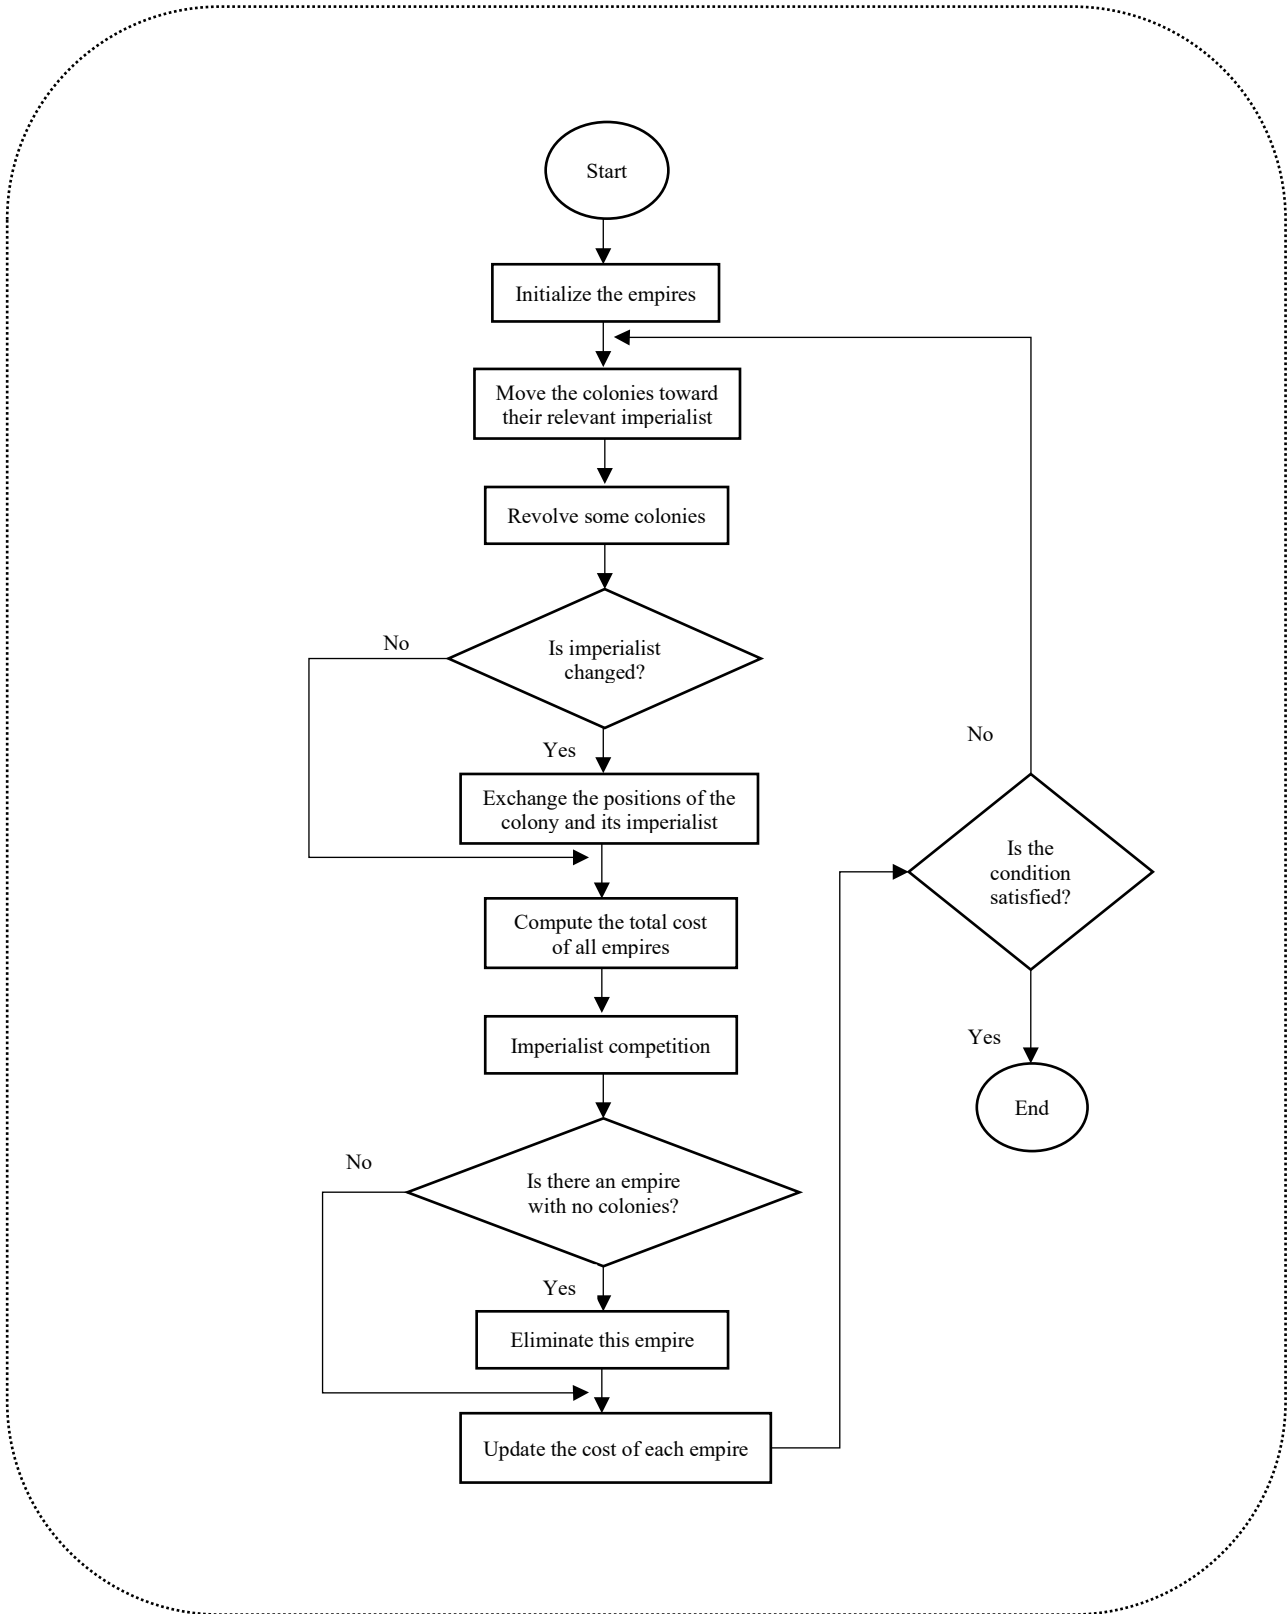 Start
Initialize the empires
Move the colonies toward
their relevant imperialist
Revolve some colonies
Is imperialist
changed?
No
Yes
Exchange the positions of the
colony and its imperialist
Compute the total cost
of all empires
Imperialist competition
Is there an empire
with no colonies?
No
Yes
Eliminate this empire
Update the cost of each empire
Is the
condition
satisfied?
No
Yes
End